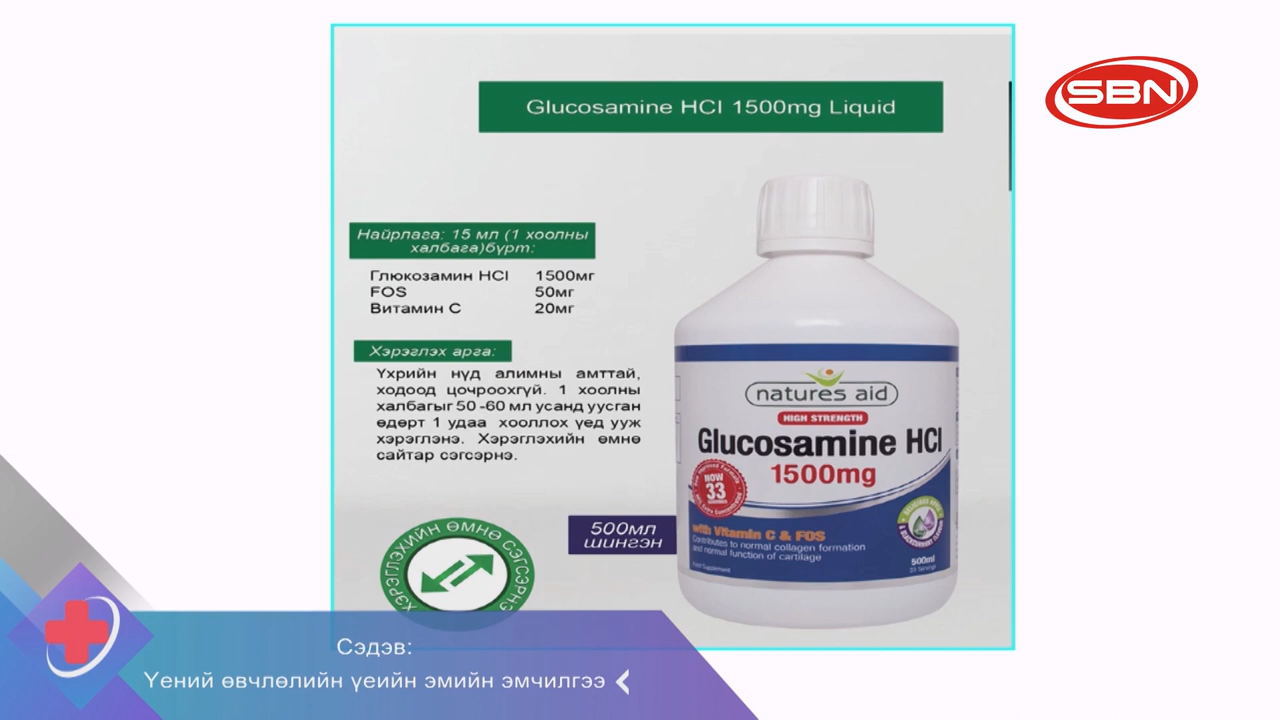 Glucosamine HCl 1500mg Liquid
SBN
Найрлага: 15 мл (1 хоолны
халбага)бүрт:
Глюкозамин HCl 1500мг
FOS 50мг
Витамин С 20мг
Хэрэглэх арга:
Үхрийн нүд алимны амттай,
ходоод цочроохгүй. 1 хоолны
халбагыг 50 -60 мл усанд уусган
өдөрт 1 удаа хооллох үед ууж
хэрэглэнэ. Хэрэглэхийн өмнө
сайтар сэгсэрнэ.
ХЭРЭГЛЭХИЙН ӨМНӨ СЭГСЭРНЭ
500мл
шингэн
natures aid
HIGH STRENGTH
Glucosamine HCl
1500mg
NOW
33
with Vitamin C & FOS
Contributes to normal collagen formation
and normal function of cartilage
Food Supplement
500ml
33 Servings
Сэдэв:
Үений өвчлөлийн үеийн эмийн эмчилгээ